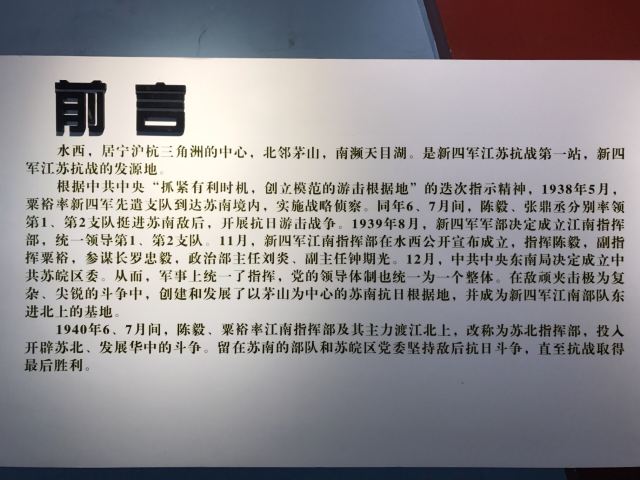 前言
水西，居宁沪杭三角洲的中心，北邻茅山，南濒天目湖。是新四军江苏抗战第一站，新四
军江苏抗战的发源地。
根据中共中央“抓紧有利时机，创立模范的游击根据地”的迭次指示精神，1938年5月，
粟裕率新四军先遣支队到达苏南境内，实施战略侦察。同年6、7月间，陈毅、张鼎丞分别率领
第1、第2支队挺进苏南敌后，开展抗日游击战争。1939年8月，新四军军部决定成立江南指挥
部，统一领导第1、第2支队。11月，新四军江南指挥部在水西公开宣布成立，指挥陈毅，副指
挥粟裕，参谋长罗忠毅，政治部主任刘炎、副主任钟期光。12月，中共中央东南局决定成立中
共苏皖区委。从而，军事上统一了指挥，党的领导体制也统一为一个整体。在敌顽夹击极为复
杂、尖锐的斗争中，创建和发展了以茅山为中心的苏南抗日根据地，并成为新四军江南部队东
进北上的基地。
1940年6、7月间，陈毅、粟裕率江南指挥部及其主力渡江北上，改称为苏北指挥部，投入
开辟苏北、发展华中的斗争。留在苏南的部队和苏皖区党委坚持敌后抗日斗争，直至抗战取得
最后胜利。